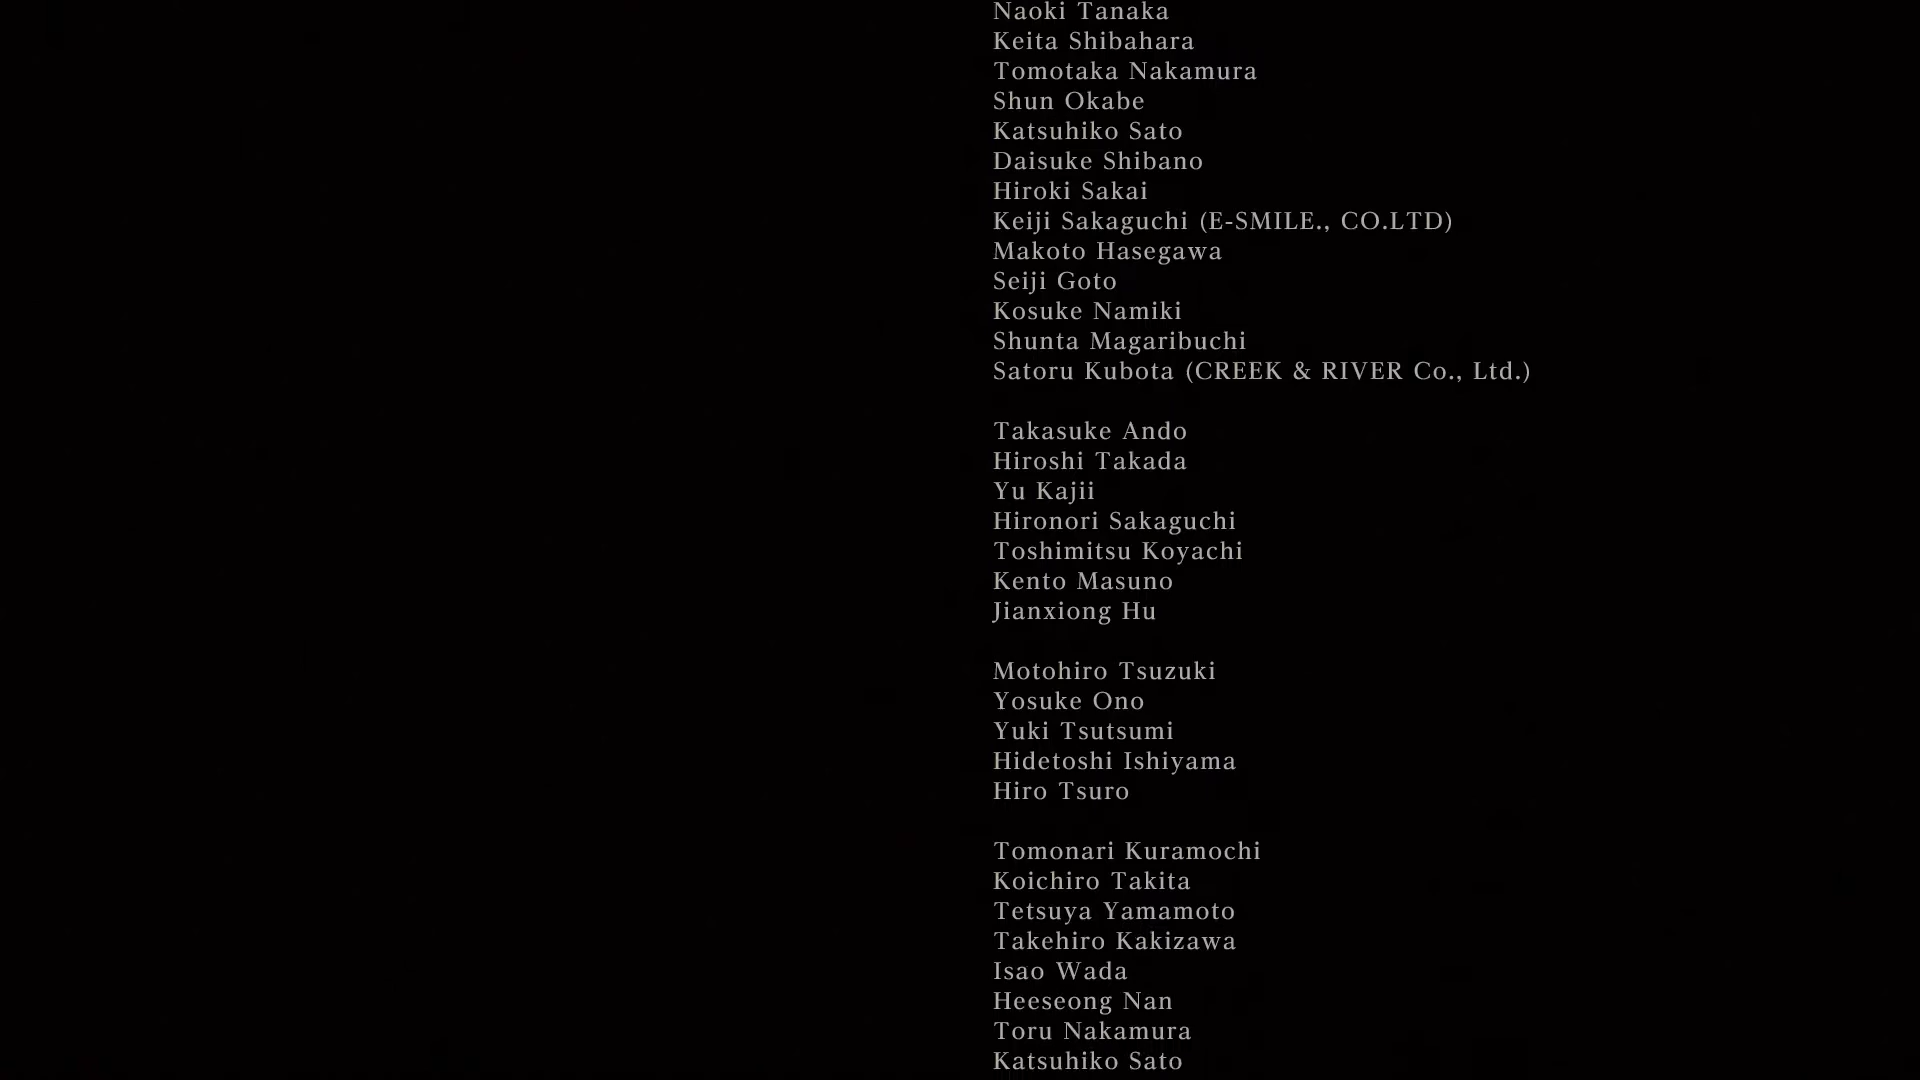 Naoki Tanaka
Keita Shibahara
Tomotaka Nakamura
Shun Okabe
Katsuhiko Sato
Daisuke Shibano
Hiroki Sakai
Keiji Sakaguchi (E-SMILE., CO.LTD)
Makoto Hasegawa
Seiji Goto
Kosuke Namiki
Shunta Magaribuchi
Satoru Kubota (CREEK & RIVER Co., Ltd.)
Takasuke Ando
Hiroshi Takada
Yu Kajii
Hironori Sakaguchi
Toshimitsu Koyachi
Kento Masuno
Jianxiong Hu
Motohiro Tsuzuki
Yosuke Ono
Yuki Tsutsumi
Hidetoshi Ishiyama
Hiro Tsuro
Tomonari Kuramochi
Koichiro Takita
Tetsuya Yamamoto
Takehiro Kakizawa
Isao Wada
Heeseong Nan
Toru Nakamura
Katsuhiko Sato